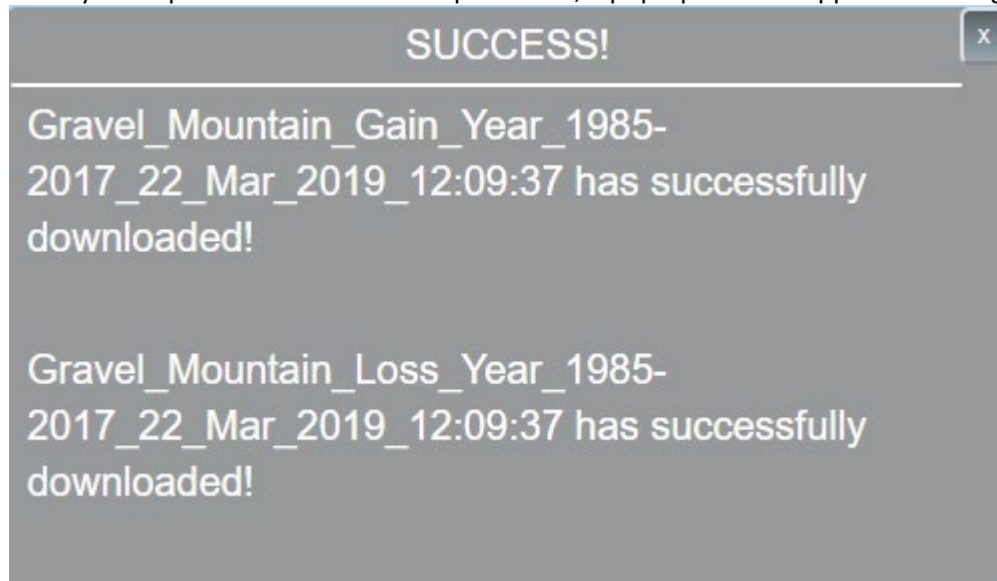 SUCCESS!
x
Gravel_Mountain_Gain_Year_1985-
2017_22_Mar_2019_12:09:37 has successfully
downloaded!
Gravel_Mountain_Loss_Year_1985-
2017_22_Mar_2019_12:09:37 has successfully
downloaded!